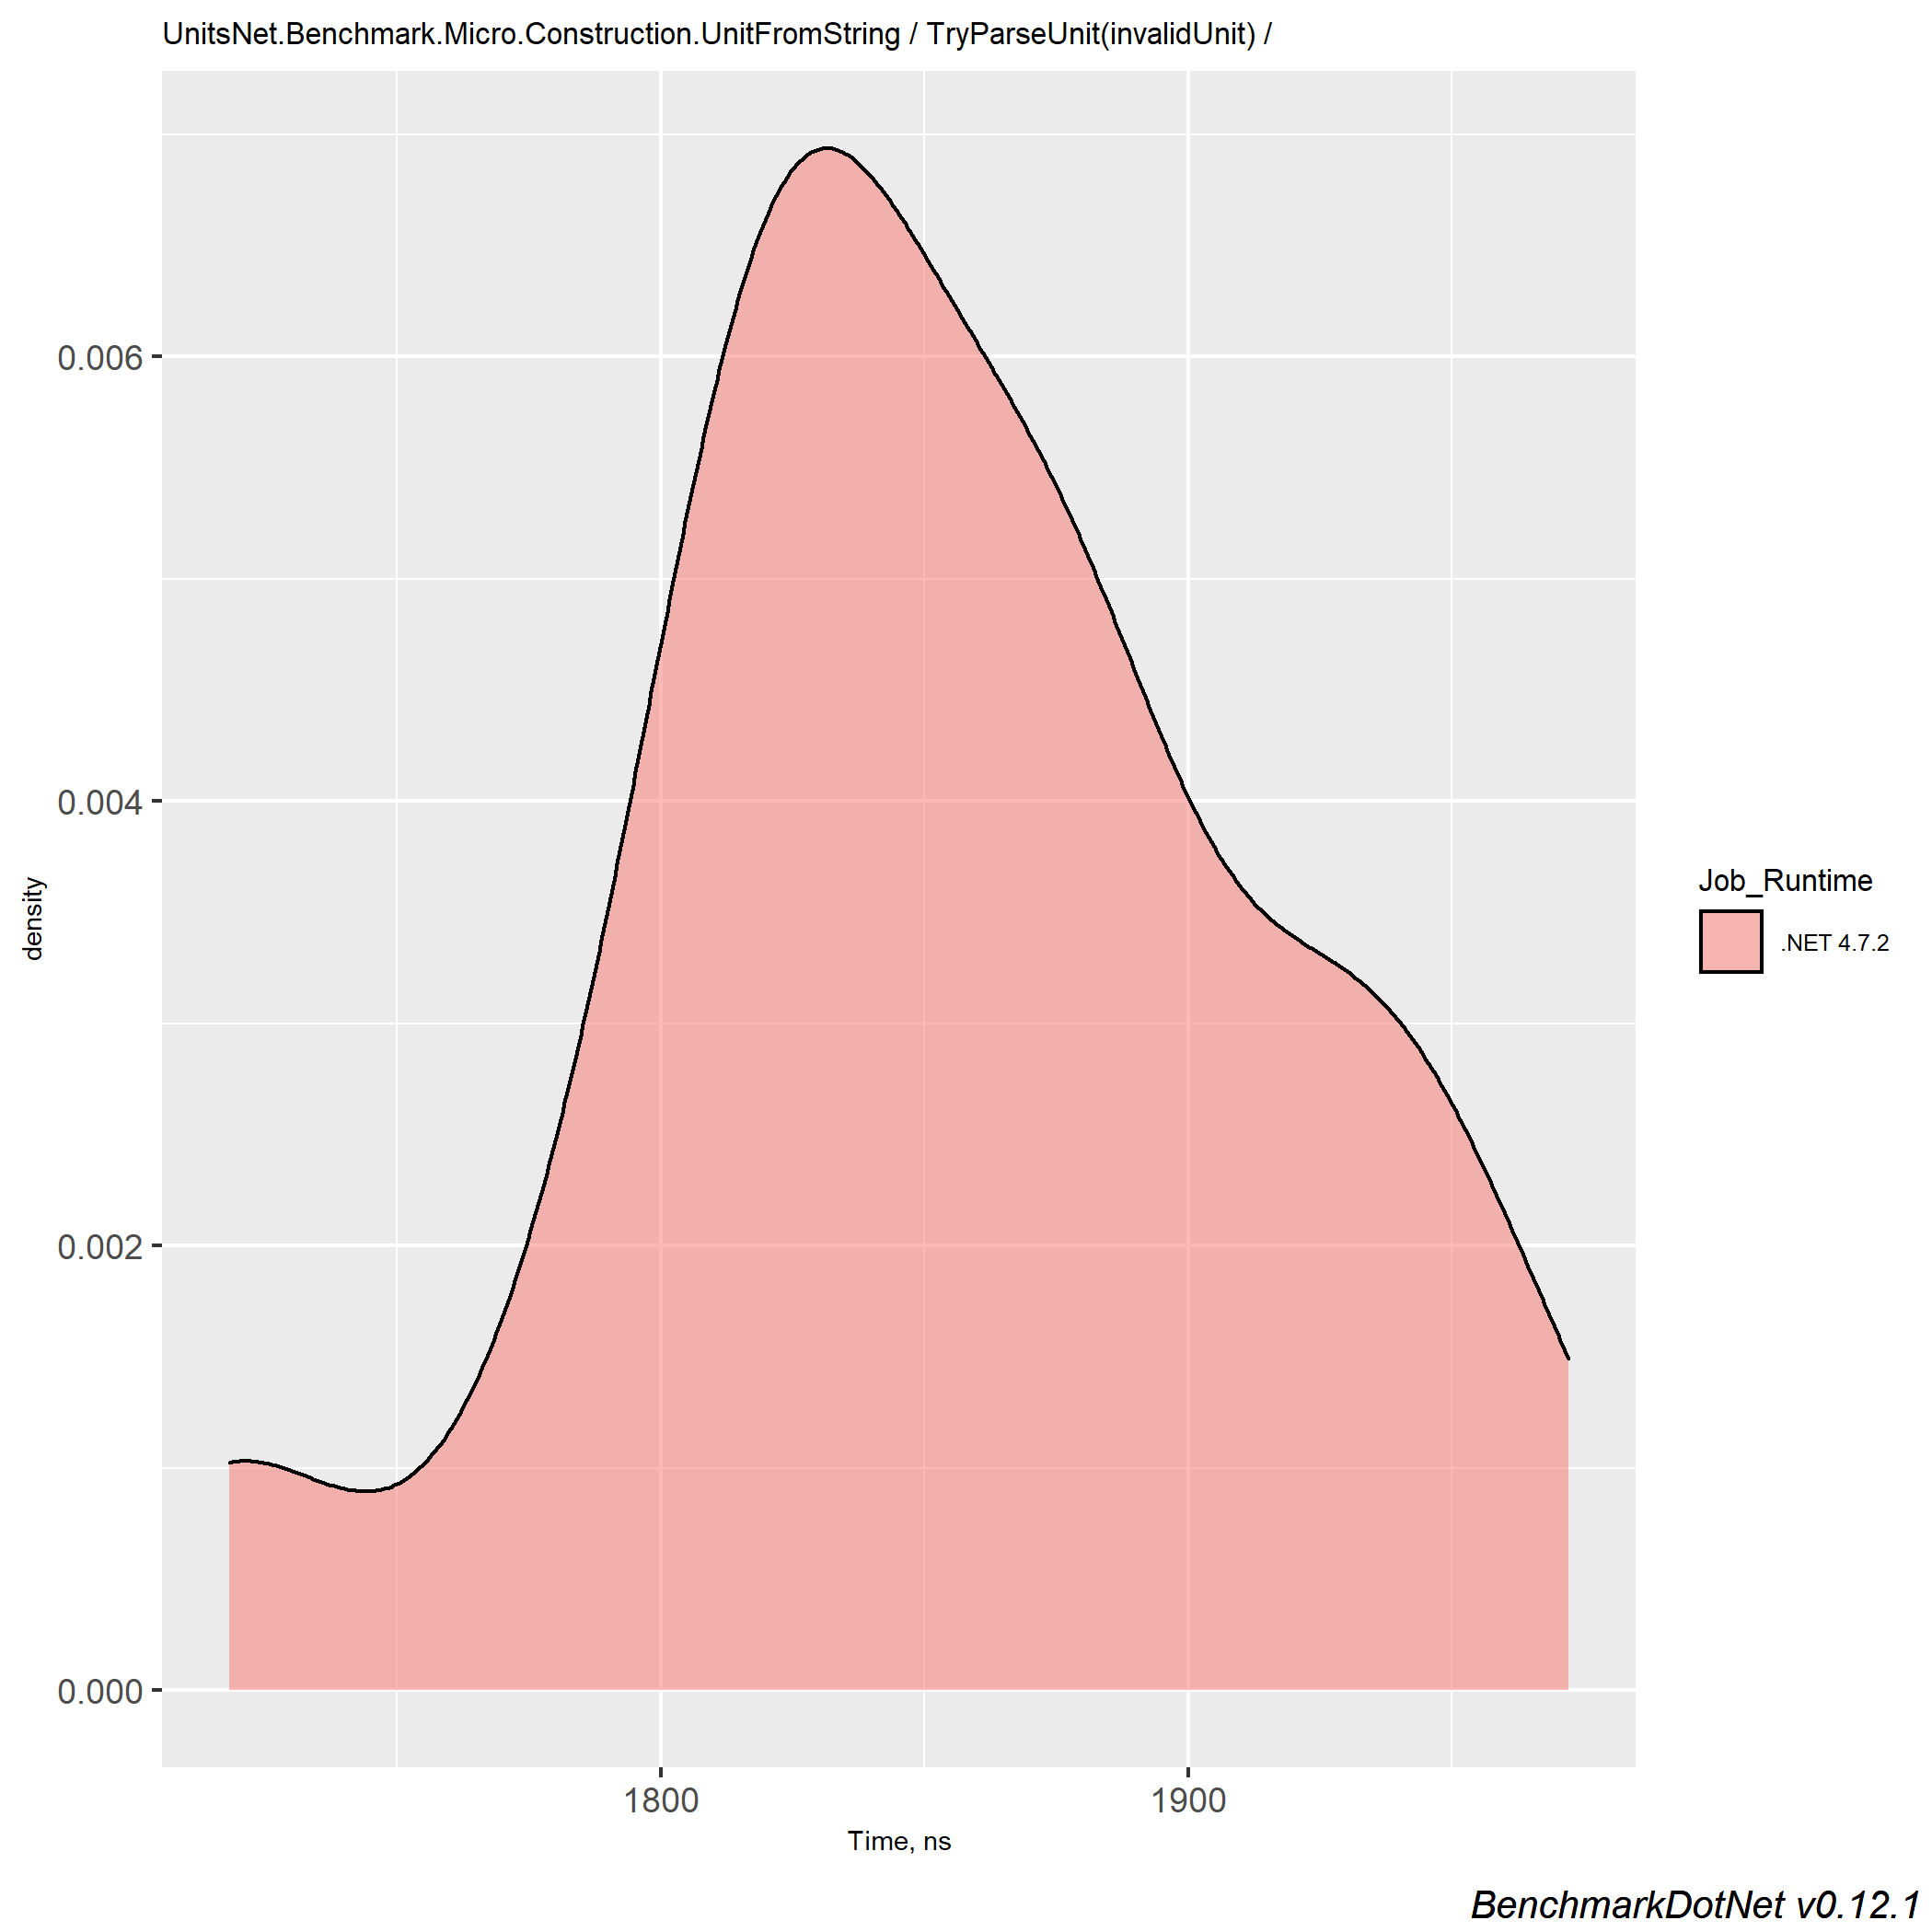 UnitsNet.Benchmark.Micro.Construction.UnitFromString / TryParseUnit(invalidUnit) /
0.006
0.004
0.002
0.000
density
1800
1900
Time, ns
Job_Runtime
.NET 4.7.2
BenchmarkDotNet v0.12.1